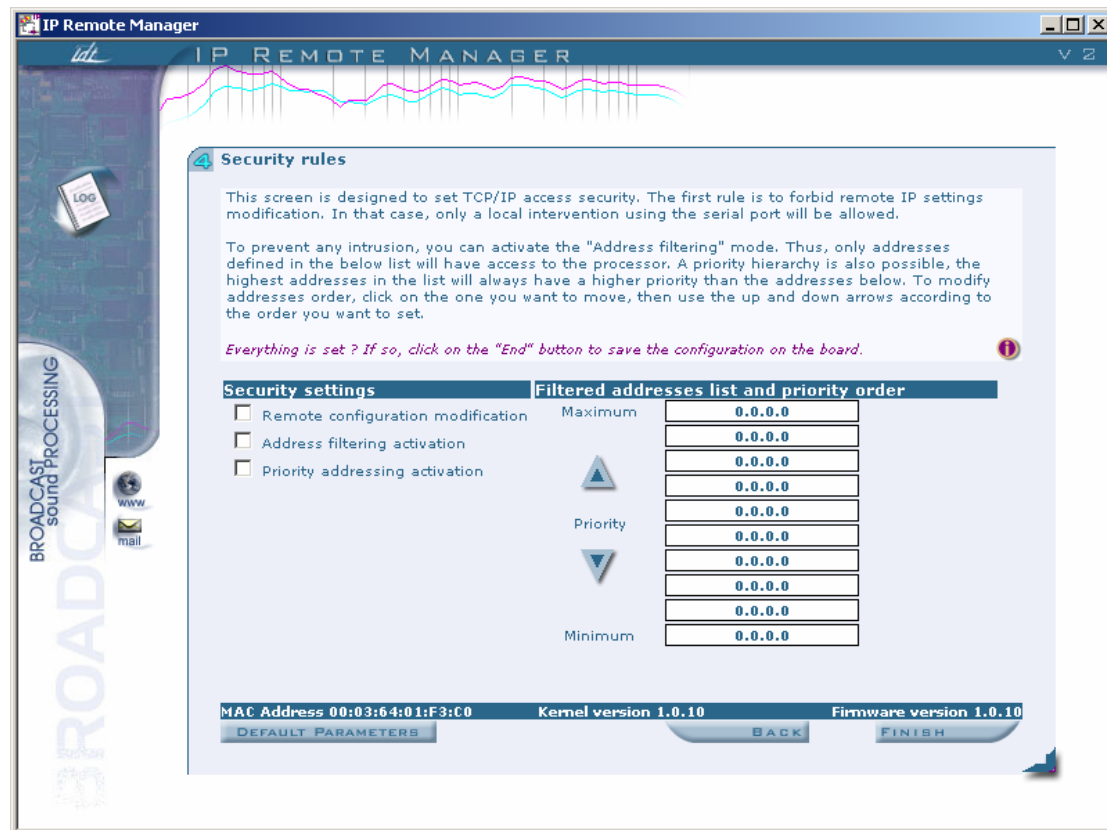 IP Remote Manager
idt
IP REMOTE MANAGER
V 2
LOG
4 Security rules
This screen is designed to set TCP/IP access security. The first rule is to forbid remote IP settings
modification. In that case, only a local intervention using the serial port will be allowed.
To prevent any intrusion, you can activate the "Address filtering" mode. Thus, only addresses
defined in the below list will have access to the processor. A priority hierarchy is also possible, the
highest addresses in the list will always have a higher priority than the addresses below. To modify
addresses order, click on the one you want to move, then use the up and down arrows according to
the order you want to set.
Everything is set ? If so, click on the "End" button to save the configuration on the board.
i
Security settings
Remote configuration modification
Address filtering activation
Priority addressing activation
Filtered addresses list and priority order
Maximum
Priority
Minimum
0.0.0.0
0.0.0.0
0.0.0.0
0.0.0.0
0.0.0.0
0.0.0.0
0.0.0.0
0.0.0.0
0.0.0.0
0.0.0.0
BROADCAST
sound PROCESSING
www
mail
BROADCA
MAC Address 00:03:64:01:F3:C0
Kernel version 1.0.10
Firmware version 1.0.10
DEFAULT PARAMETERS
BACK
FINISH